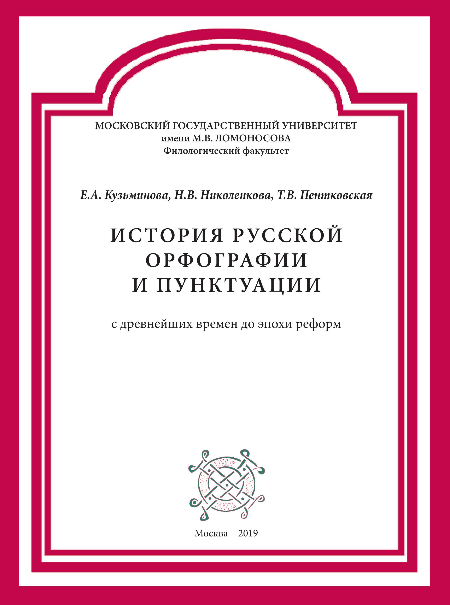 МОСКОВСКИЙ ГОСУДАРСТВЕННЫЙ УНИВЕРСИТЕТ
имени М.В. ЛОМОНОСОВА
Филологический факультет
Е.А. Кузьминова, Н.В. Николенкова, Т.В. Пентковская
ИСТОРИЯ РУССКОЙ
ОРФОГРАФИИ
И ПУНКТУАЦИИ
с древнейших времен до эпохи реформ
Москва 2019